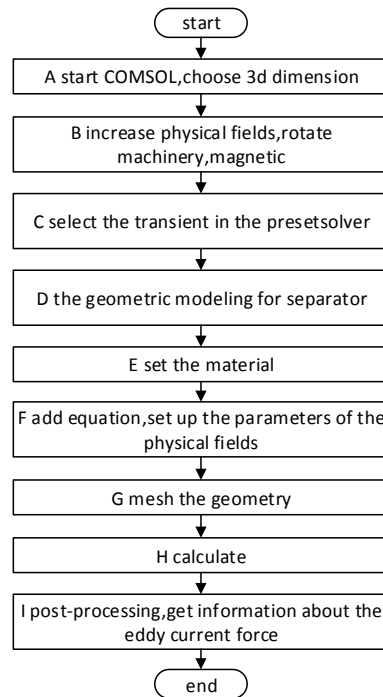 start
A start COMSOL,choose 3d dimension
B increase physical fields,rotate
machinery,magnetic
C select the transient in the presetsolver
D the geometric modeling for separator
E set the material
F add equation,set up the parameters of the
physical fields
G mesh the geometry
H calculate
I post-processing,get information about the
eddy current force
end